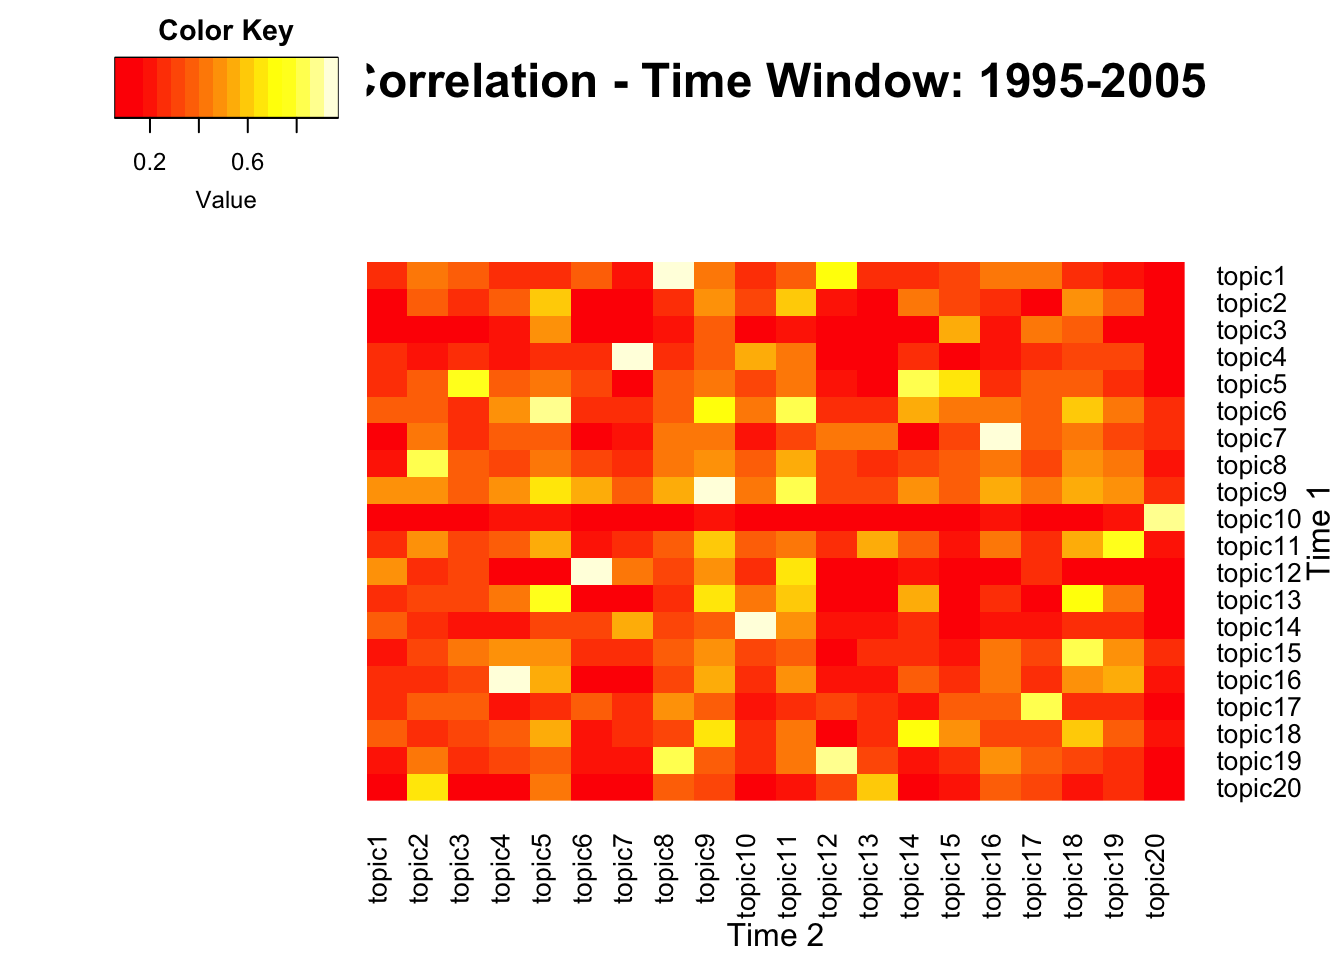 Color Key
Correlation - Time Window: 1995-2005
0.2 0.6
Value
topic1
topic2
topic3
topic4
topic5
topic6
topic7
topic8
topic9
topic10
topic11
topic12
topic13
topic14
topic15
topic16
topic17
topic18
topic19
topic20
Time 1
topic1
topic2
topic3
topic4
topic5
topic6
topic7
topic8
topic9
topic10
topic11
topic12
topic13
topic14
topic15
topic16
topic17
topic18
topic19
topic20
Time 2